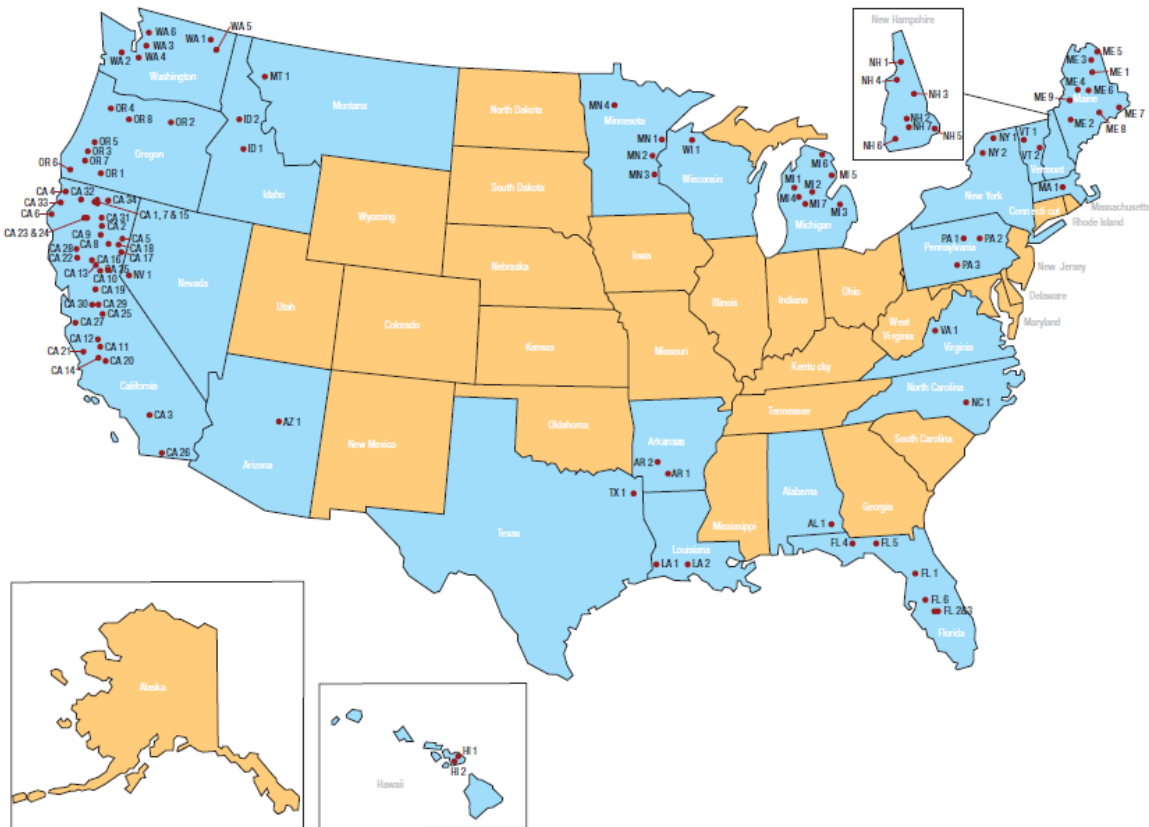 New Hampshire
NH 1
NH 4
NH 3
NH 2
NH 7
NH 5
NH 6
WA 5
WA 6
WA 1
WA 3
WA 2
WA 4
Washington
MT 1
Montana
North Dakota
MN 4
Minnesota
MN 1
MN 2
MN 3
WI 1
Wisconsin
ME 5
ME 3
ME 1
ME 4
ME 6
Maine
ME 9
ME 7
ME 2
ME 8
OR 4
OR 8
OR 2
OR 5
OR 3
Oregon
OR 7
OR 6
OR 1
ID 2
ID 1
Idaho
South Dakota
MI 6
MI 5
MI 1
MI 2
MI 4
MI 7
MI 3
Michigan
NY 1
NY 2
New York
VT 1
VT 2
Vermont
MA 1
Massachusetts
Connecti cut
Rhode Island
CA 4
CA 32
CA 33
CA 34
CA 6
CA 1, 7 & 15
CA 31
CA 2
CA 23 & 24
CA 9
CA 5
CA 8
CA 28
CA 18
CA 22
CA 17
CA 16
CA 13
CA 10
NV 1
CA 19
CA 30
CA 29
CA 25
CA 27
CA 12
CA 21
CA 11
CA 14
CA 20
California
CA 3
CA 26
Nevada
Wyoming
Utah
Colorado
Nebraska
Iowa
Kansas
Missouri
Illinois
Indiana
Ohio
PA 1
PA 2
Pennsylvania
PA 3
New Jersey
Delaware
Maryland
West
Virginia
VA 1
Virginia
Kentu cky
North Carolina
NC 1
Tennessee
South Carolina
AZ 1
Arizona
New Mexico
Oklahoma
Arkansas
AR 2
AR 1
TX 1
Texas
Louisiana
LA 1
LA 2
Mississippi
Alabama
AL 1
Georgia
FL 4
FL 5
FL 1
FL 6
FL 2&3
Florida
Alaska
HI 1
HI 2
Hawaii